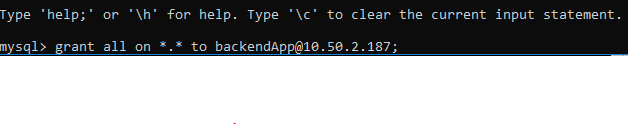 Type 'help;' or '\h' for help. Type '\c' to clear the current input statement.
mysql> grant all on *.* to backendApp@10.50.2.187;